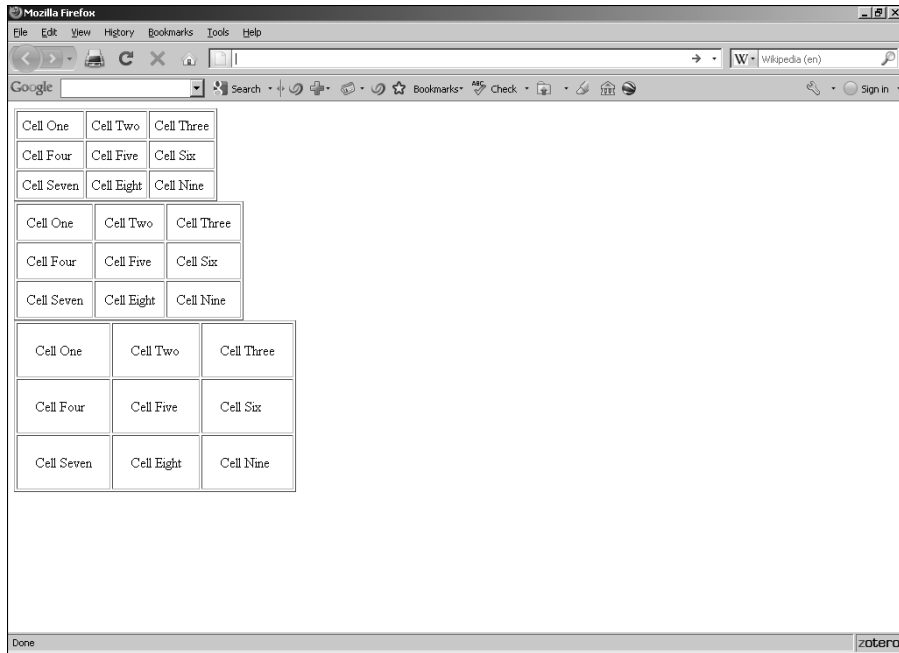 Mozilla Firefox
File Edit View History Bookmarks Tools Help
W Wikipedia (en)
Google Search Bookmarks ABC Check Sign in
Cell One Cell Two Cell Three
Cell Four Cell Five Cell Six
Cell Seven Cell Eight Cell Nine
Cell One Cell Two Cell Three
Cell Four Cell Five Cell Six
Cell Seven Cell Eight Cell Nine
Cell One Cell Two Cell Three
Cell Four Cell Five Cell Six
Cell Seven Cell Eight Cell Nine
Done zotero